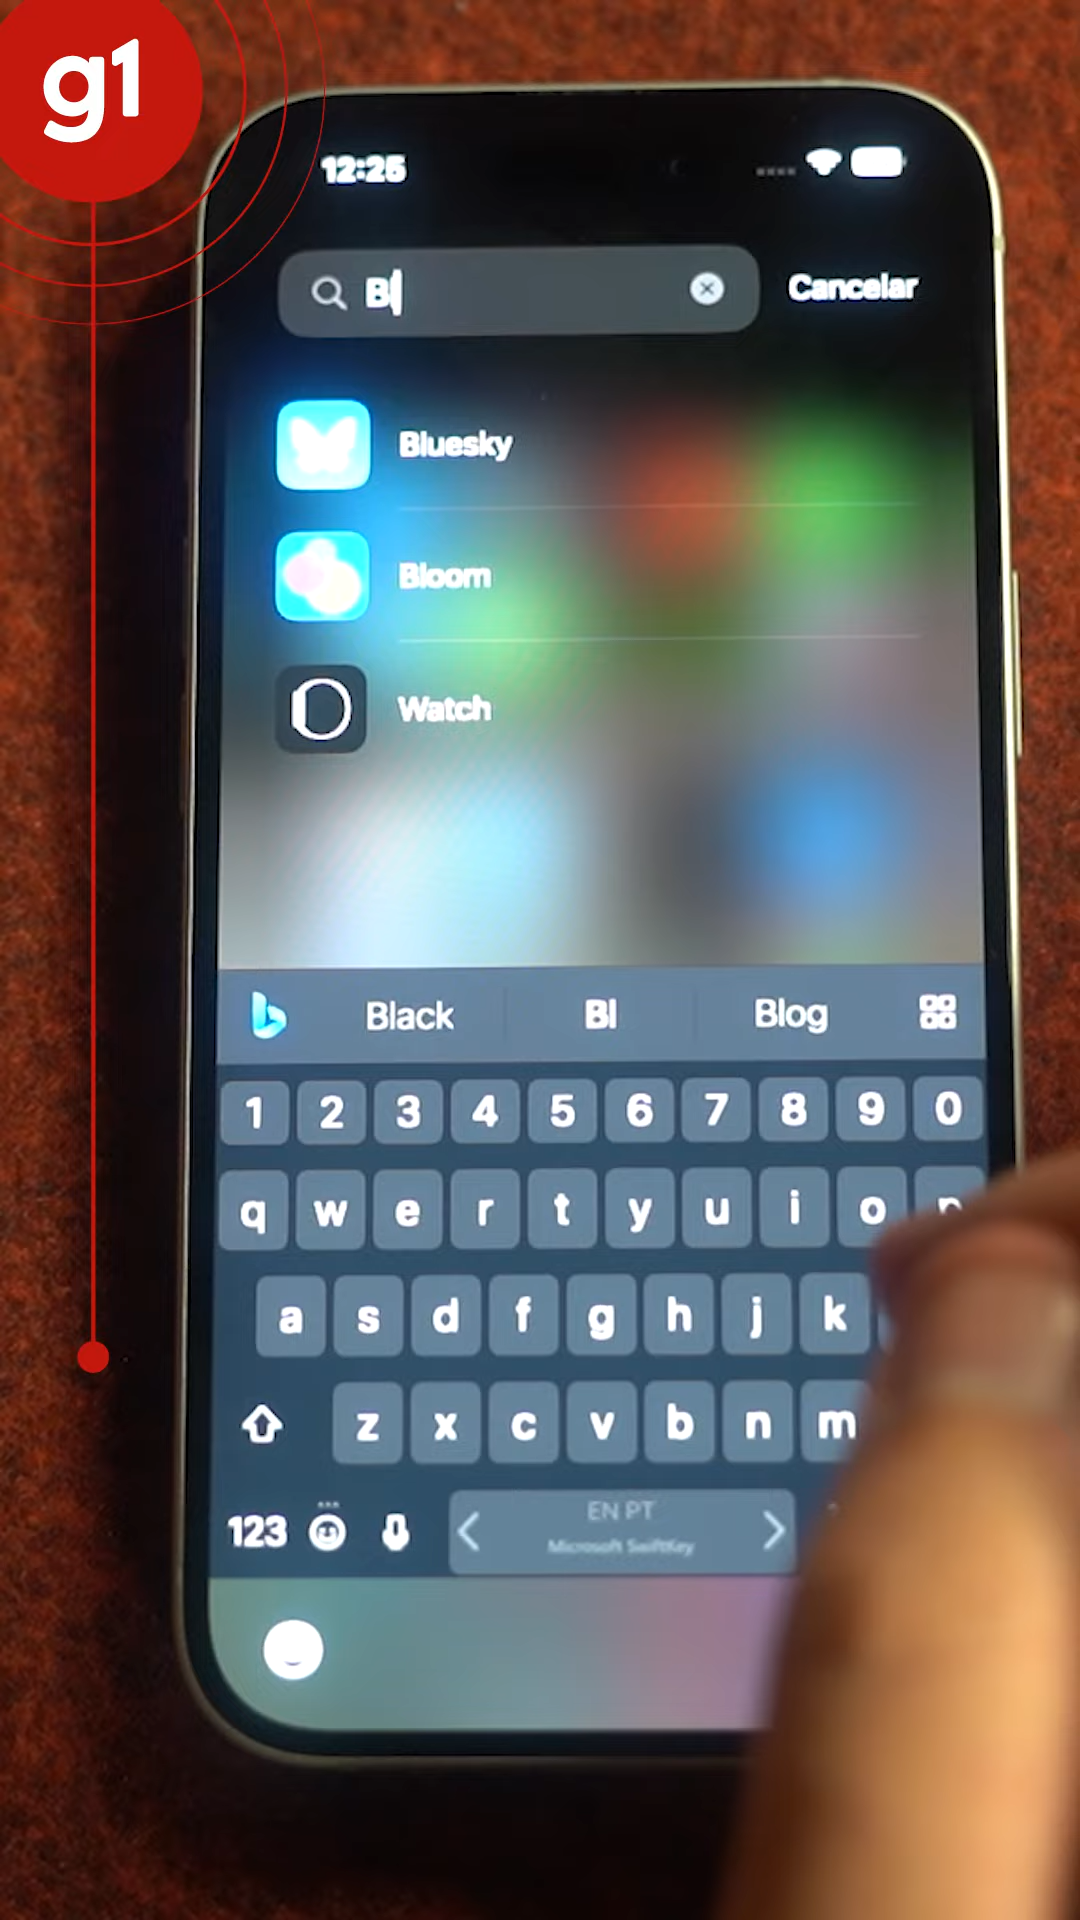 g1
12:25
Bl
Cancelar
Bluesky
Bloom
Watch
Black Bl Blog
1 2 3 4 5 6 7 8 9 0
q w e r t y u i o p
a s d f g h j k
z x c v b n m
123
EN PT
Microsoft SwiftKey